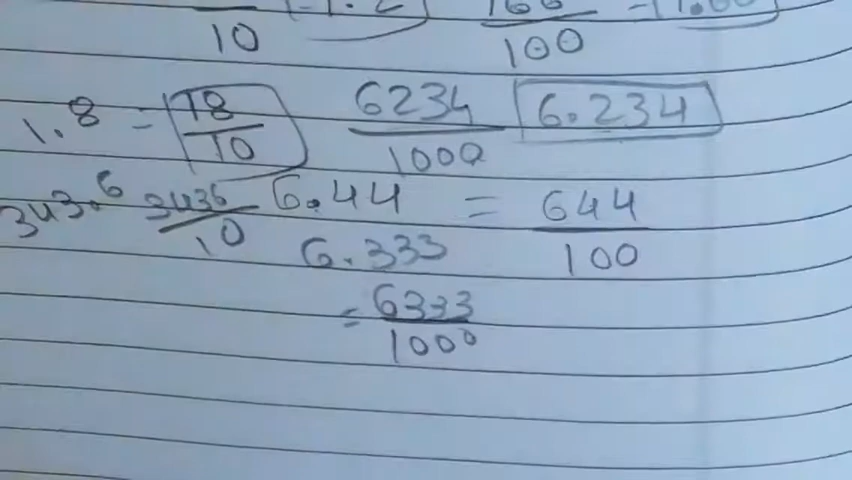 10 100
1.8 = 18/10 6234/1000 6.234
343.6 3436/10 6.44 = 644/100
6.333
= 6333/1000